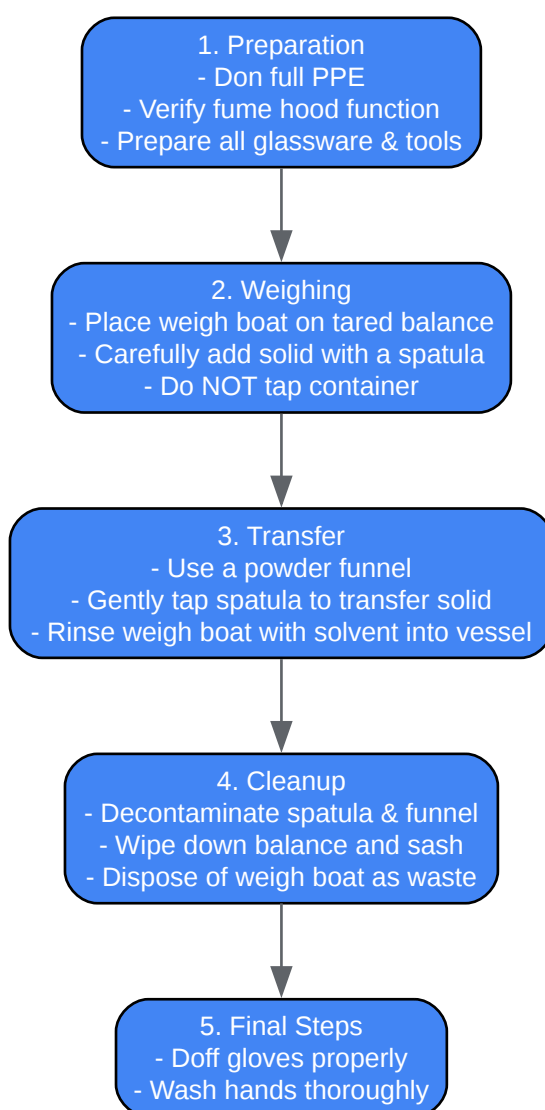 1. Preparation
- Don full PPE
- Verify fume hood function
- Prepare all glassware & tools
2. Weighing
- Place weigh boat on tared balance
- Carefully add solid with a spatula
- Do NOT tap container
3. Transfer
- Use a powder funnel
- Gently tap spatula to transfer solid
- Rinse weigh boat with solvent into vessel
4. Cleanup
- Decontaminate spatula & funnel
- Wipe down balance and sash
- Dispose of weigh boat as waste
5. Final Steps
- Doff gloves properly
- Wash hands thoroughly